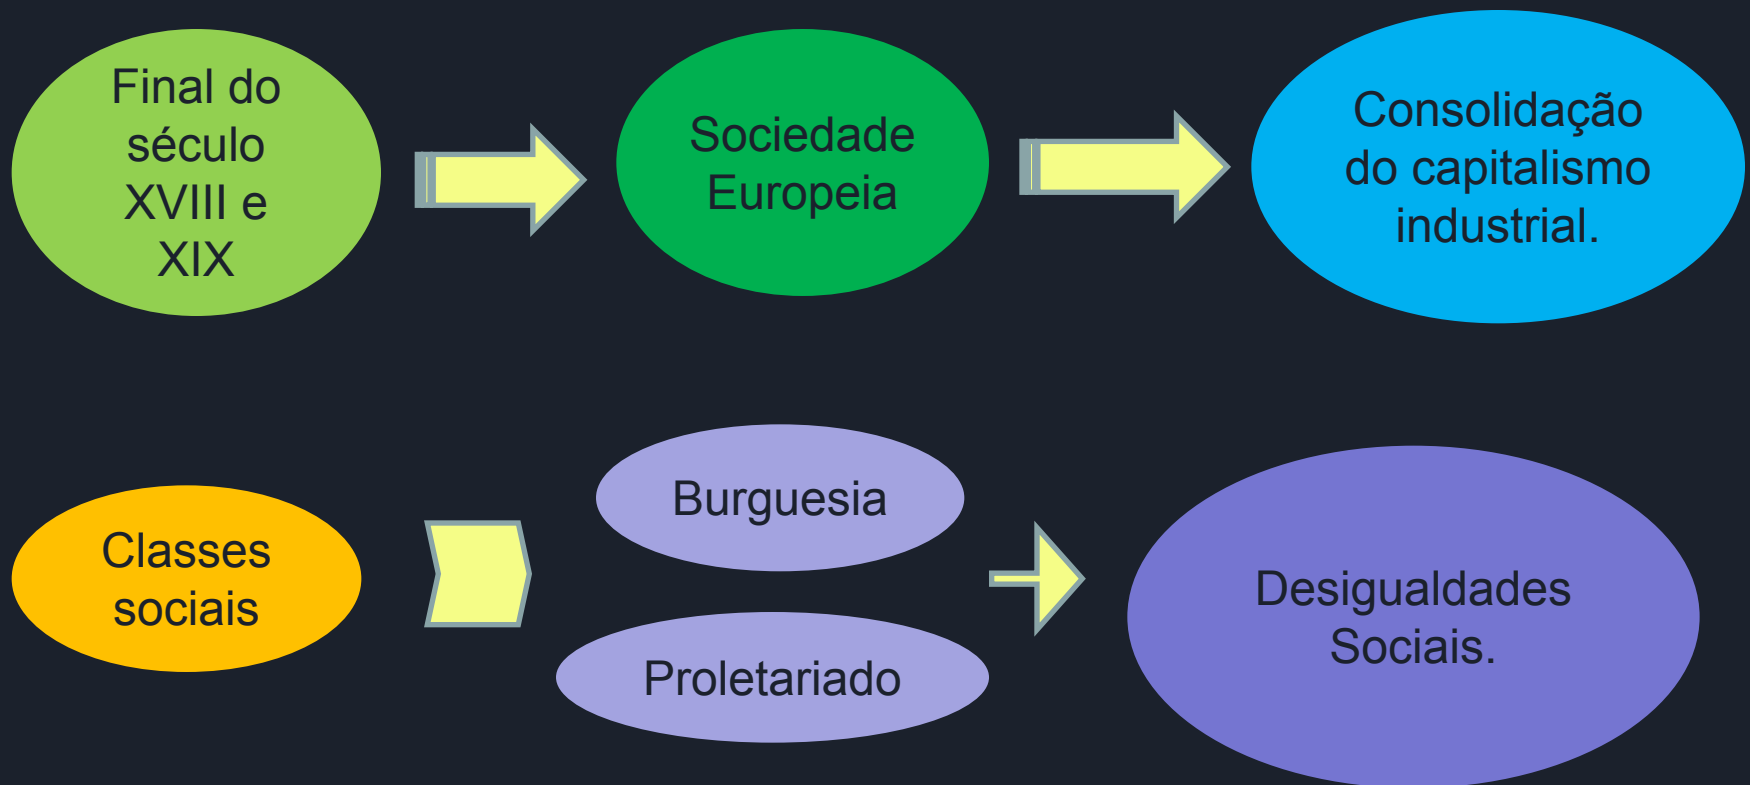 Final do
século
XVIII e
XIX
Sociedade
Europeia
Consolidação
do capitalismo
industrial.
Classes
sociais
Burguesia
Proletariado
Desigualdades
Sociais.